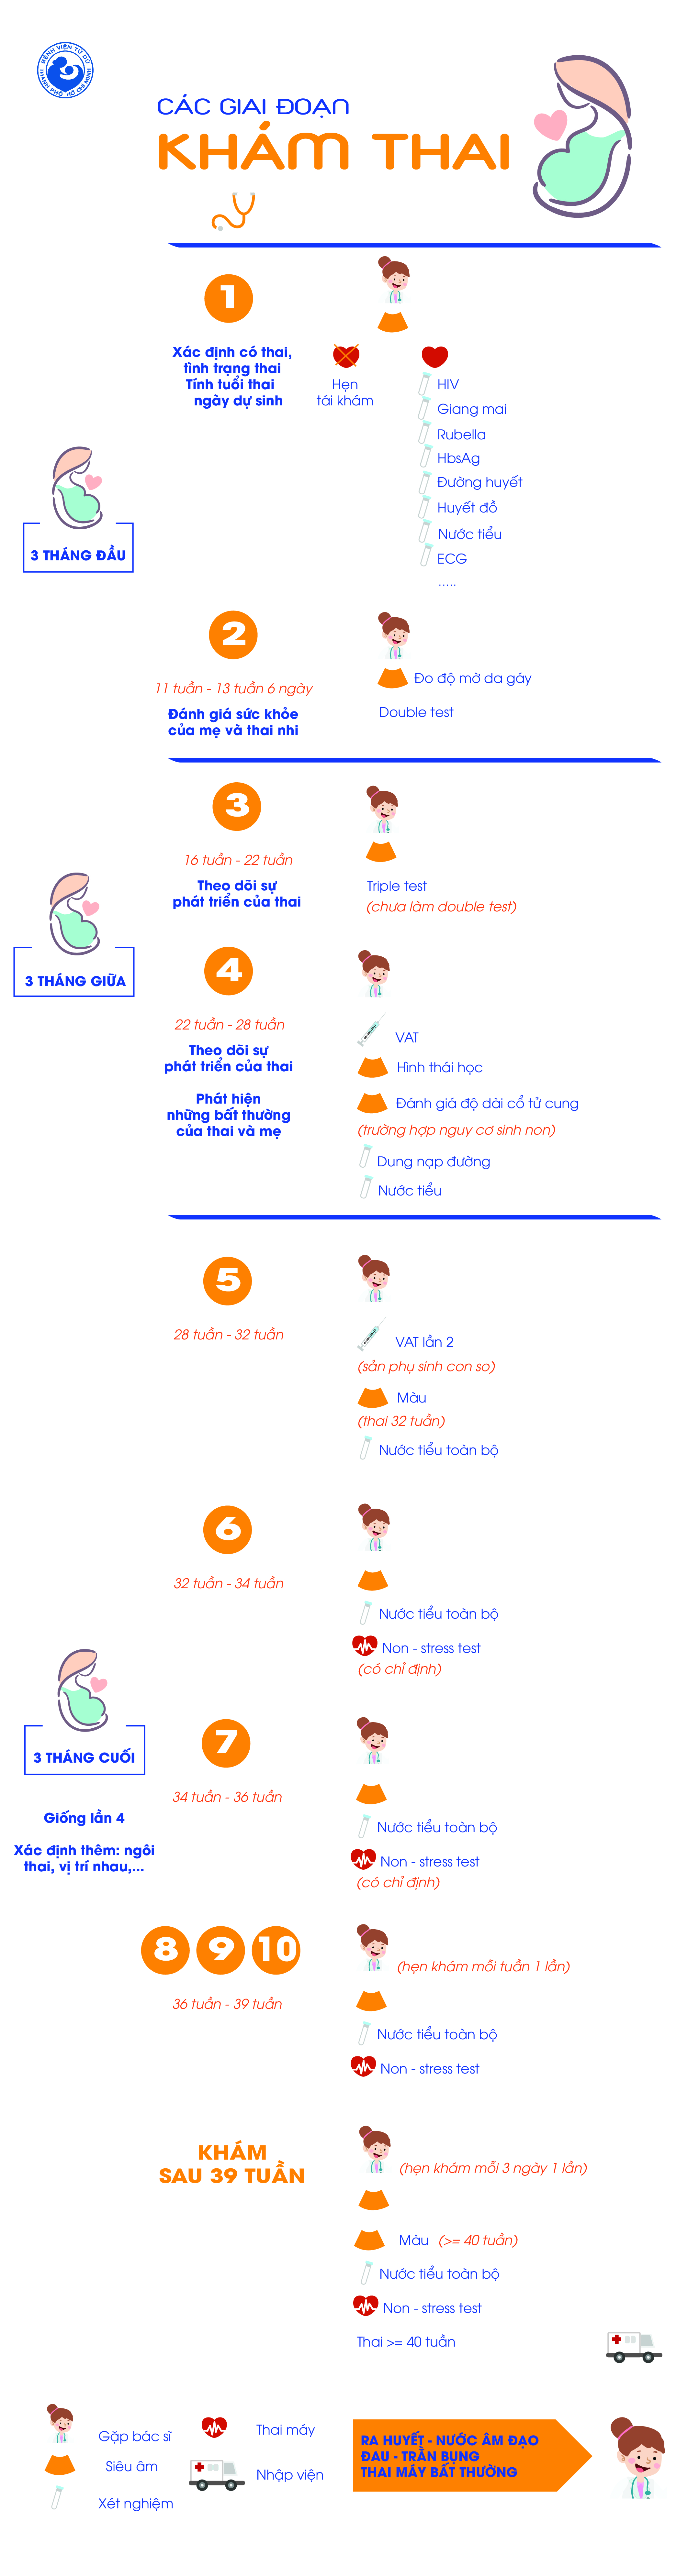 BỆNH VIỆN TỪ DŨ
THÀNH PHỐ HỒ CHÍ MINH
CÁC GIAI ĐOẠN
KHÁM THAI
1
Xác định có thai,
tình trạng thai
Tính tuổi thai
ngày dự sinh
Hẹn
tái khám
HIV
Giang mai
Rubella
HbsAg
Đường huyết
Huyết đồ
Nước tiểu
ECG
.....
3 THÁNG ĐẦU
2
11 tuần - 13 tuần 6 ngày
Đánh giá sức khỏe
của mẹ và thai nhi
Đo độ mờ da gáy
Double test
3
16 tuần - 22 tuần
Theo dõi sự
phát triển của thai
Triple test
(chưa làm double test)
3 THÁNG GIỮA
4
22 tuần - 28 tuần
Theo dõi sự
phát triển của thai
Phát hiện
những bất thường
của thai và mẹ
VAT
Hình thái học
Đánh giá độ dài cổ tử cung
(trường hợp nguy cơ sinh non)
Dung nạp đường
Nước tiểu
5
28 tuần - 32 tuần
VAT lần 2
(sản phụ sinh con so)
Màu
(thai 32 tuần)
Nước tiểu toàn bộ
6
32 tuần - 34 tuần
Nước tiểu toàn bộ
Non - stress test
(có chỉ định)
3 THÁNG CUỐI
Giống lần 4
Xác định thêm: ngôi
thai, vị trí nhau,...
7
34 tuần - 36 tuần
Nước tiểu toàn bộ
Non - stress test
(có chỉ định)
8 9 10
36 tuần - 39 tuần
(hẹn khám mỗi tuần 1 lần)
Nước tiểu toàn bộ
Non - stress test
KHÁM
SAU 39 TUẦN
(hẹn khám mỗi 3 ngày 1 lần)
Màu (>= 40 tuần)
Nước tiểu toàn bộ
Non - stress test
Thai >= 40 tuần
Gặp bác sĩ
Siêu âm
Xét nghiệm
Thai máy
Nhập viện
RA HUYẾT - NƯỚC ÂM ĐẠO
ĐAU - TRẰN BỤNG
THAI MÁY BẤT THƯỜNG